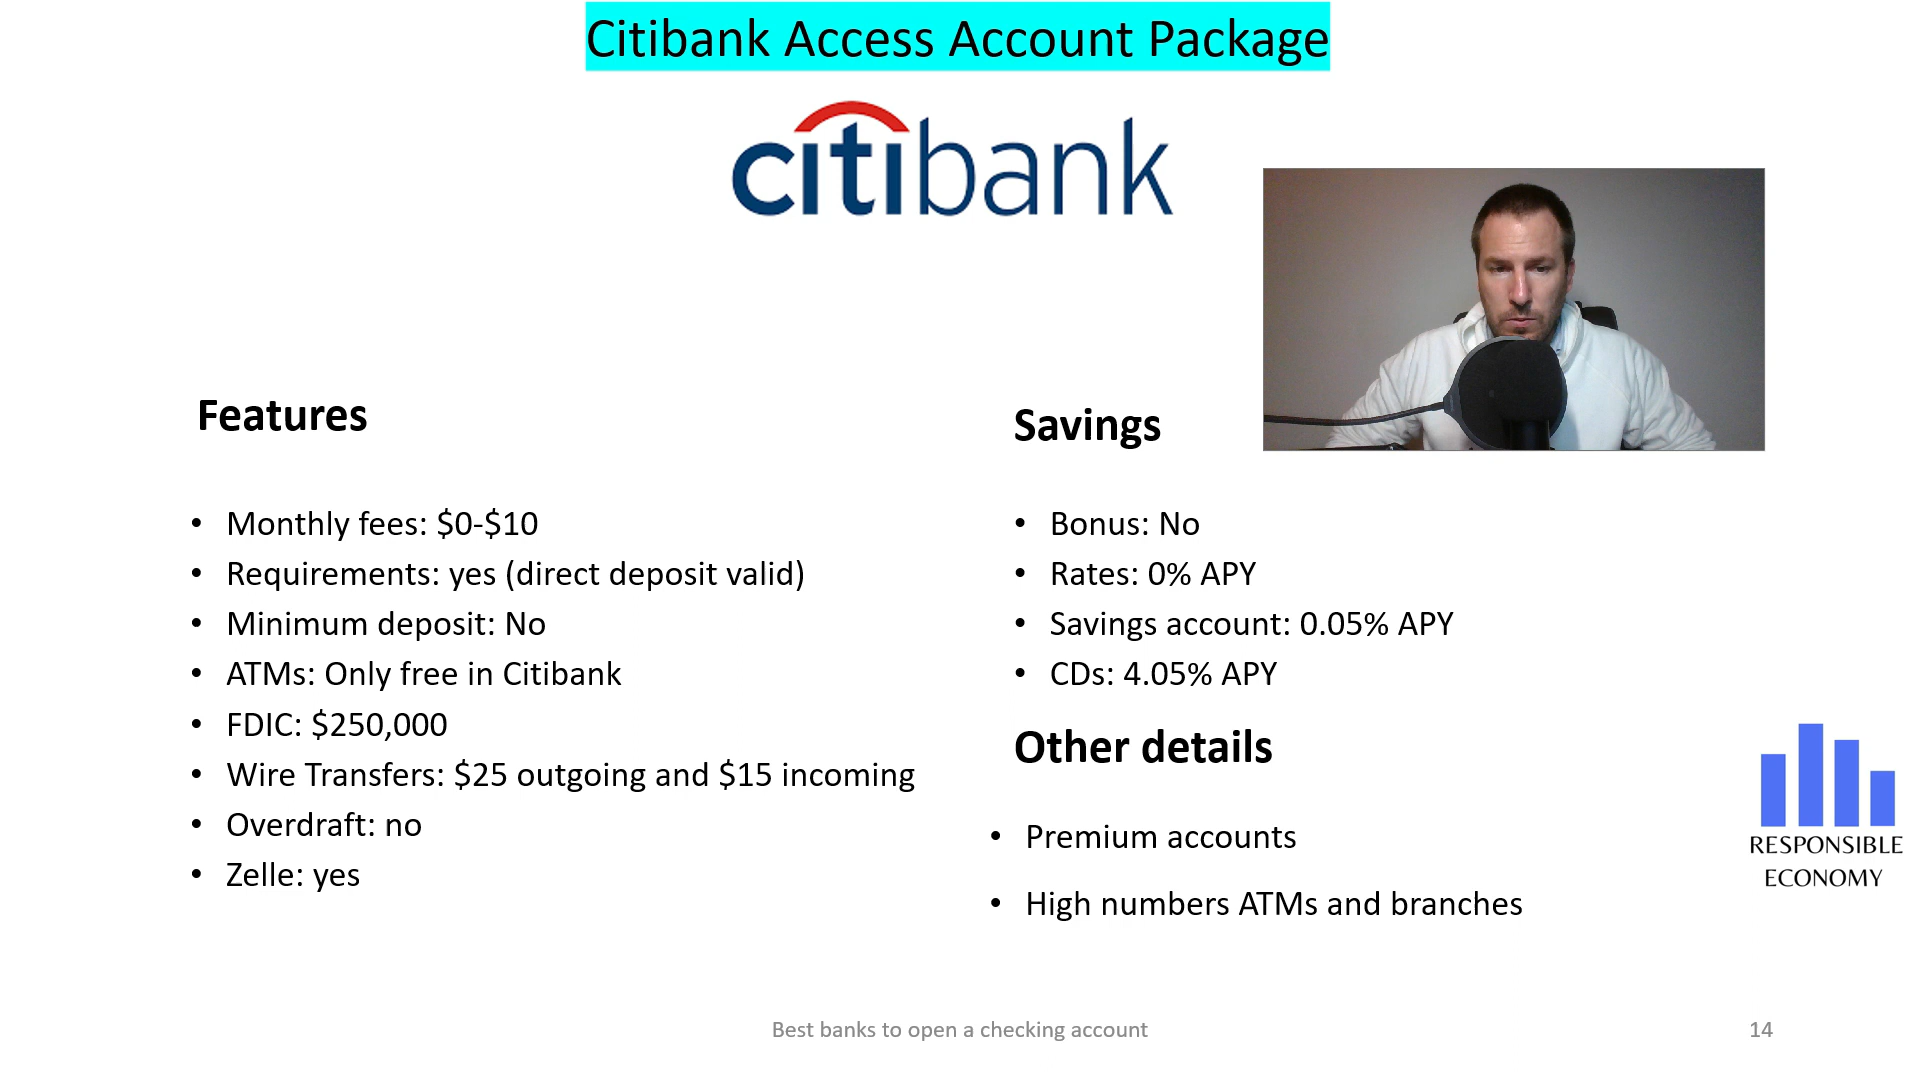 Citibank Access Account Package
citibank
Features
• Monthly fees: $0-$10
• Requirements: yes (direct deposit valid)
• Minimum deposit: No
• ATMs: Only free in Citibank
• FDIC: $250,000
• Wire Transfers: $25 outgoing and $15 incoming
• Overdraft: no
• Zelle: yes
Savings
• Bonus: No
• Rates: 0% APY
• Savings account: 0.05% APY
• CDs: 4.05% APY
Other details
• Premium accounts
• High numbers ATMs and branches
RESPONSIBLE
ECONOMY
Best banks to open a checking account
14